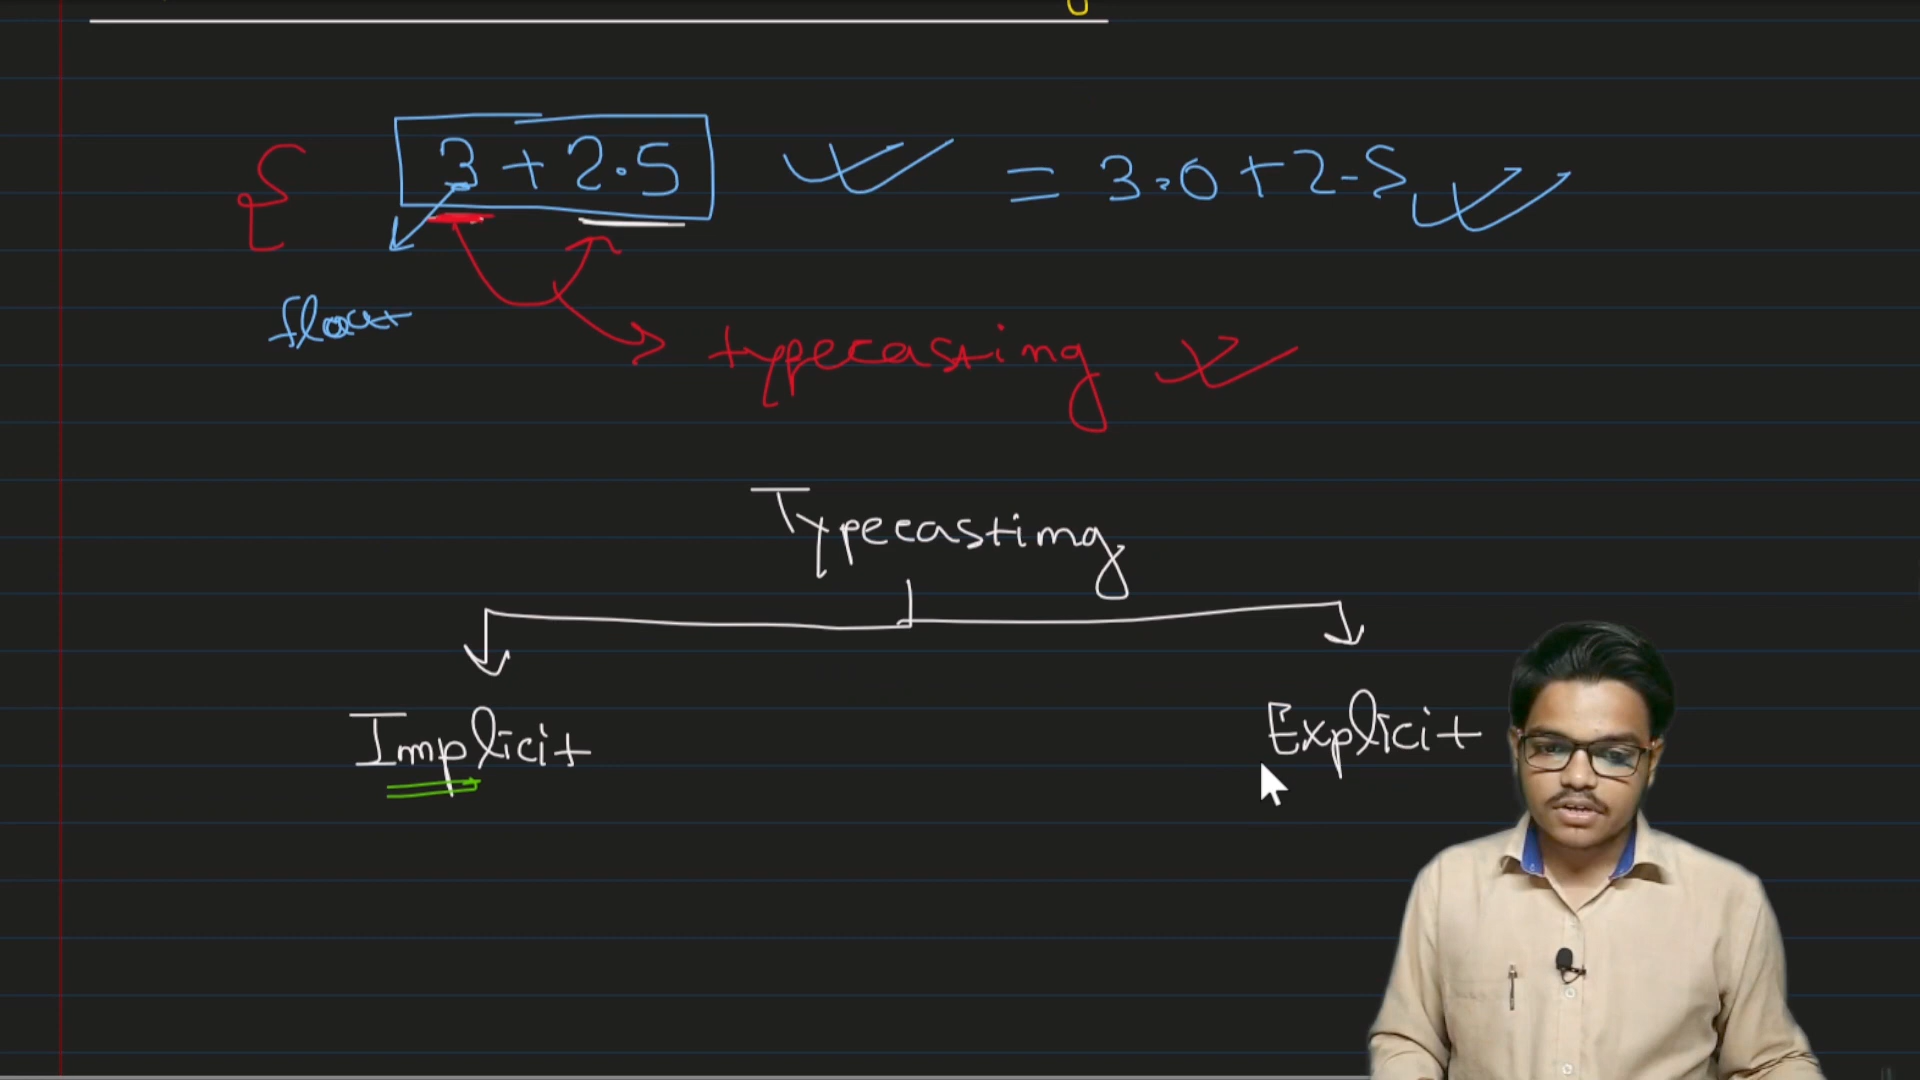 3 + 2.5 = 3.0 + 2.5
float
typecasting
Typecasting
Implicit Explicit